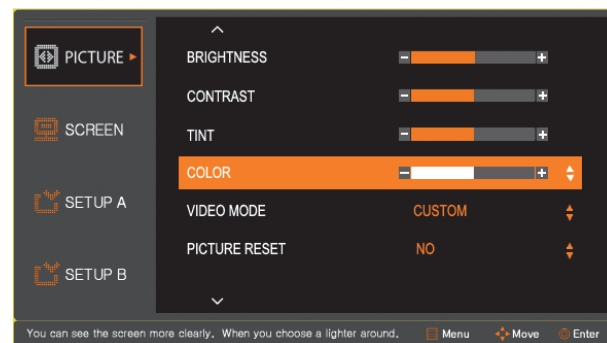 PICTURE
BRIGHTNESS
CONTRAST
SCREEN
TINT
COLOR
SETUP A
VIDEO MODE CUSTOM
PICTURE RESET NO
SETUP B
You can see the screen more clearly. When you choose a lighter around. Menu Move Enter